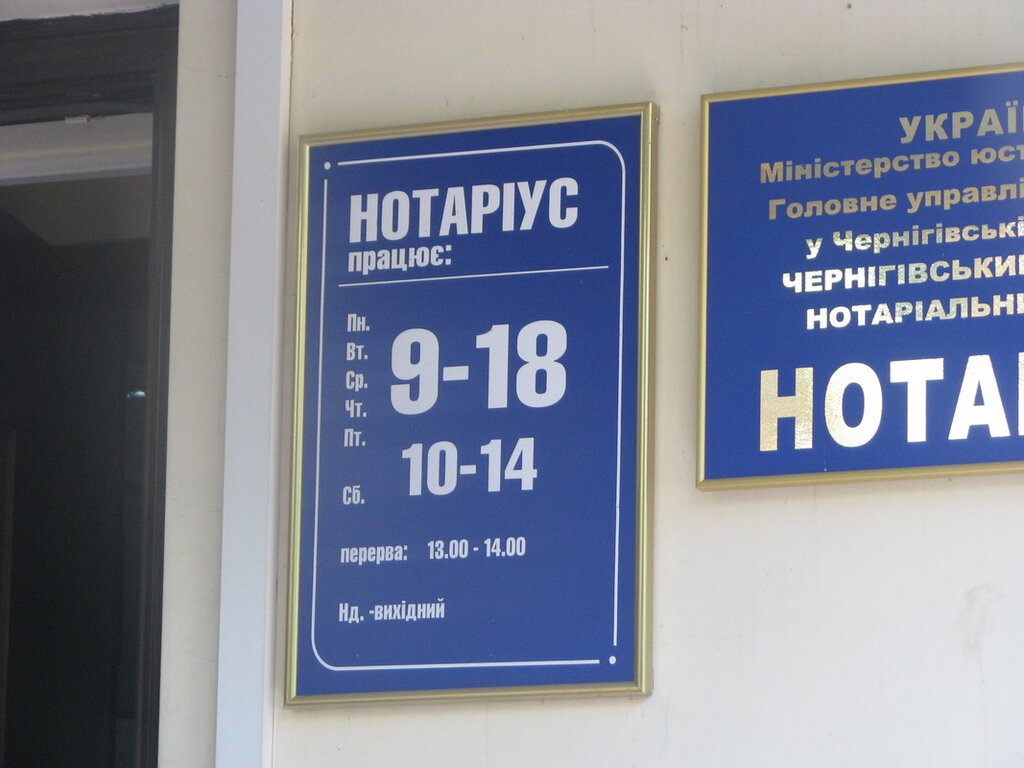 НОТАРІУС
працює:
Пн.
Вт.
Ср.
Чт.
Пт.
9-18
Сб.
10-14
перерва: 13.00 - 14.00
Нд. -вихідний
УКРАЇ
Міністерство юст
Головне управлі
у Чернігівські
ЧЕРНІГІВСЬКИ
НОТАРІАЛЬН
НОТА